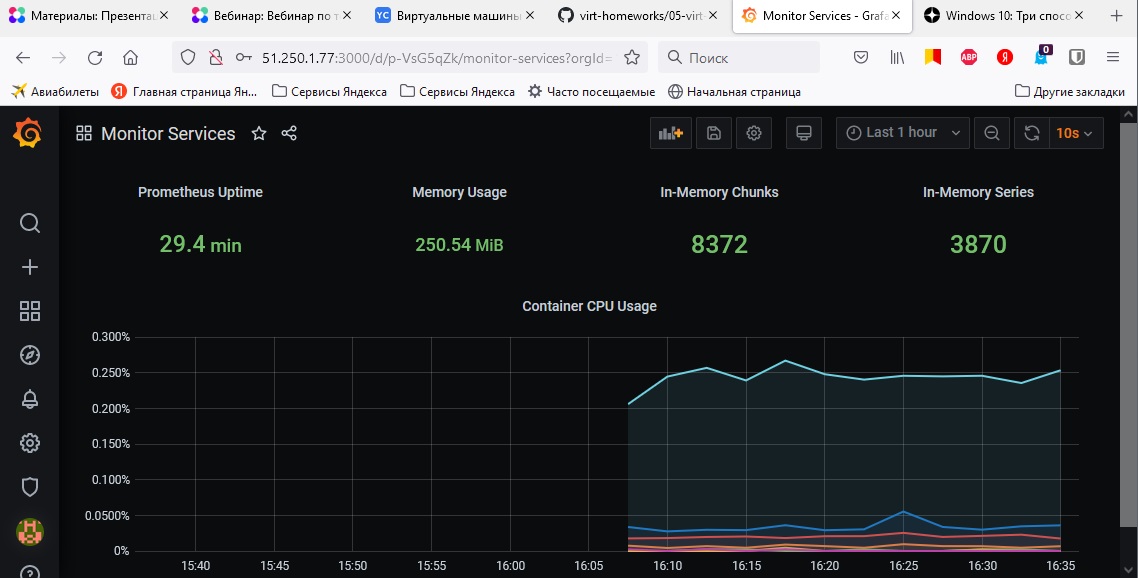 Материалы: Презентац
Вебинар: Вебинар по т
YC Виртуальные машины
virt-homeworks/05-virt
Monitor Services - Grafa
Windows 10: Три спосо
51.250.1.77:3000/d/p-VsG5qZk/monitor-services?orgId=
Поиск
ABP
Я
0
Авиабилеты
Я Главная страница Ян...
Сервисы Яндекса
Сервисы Яндекса
Часто посещаемые
Начальная страница
Другие закладки
Monitor Services
Last 1 hour
10s
Prometheus Uptime
Memory Usage
In-Memory Chunks
In-Memory Series
29.4 min
250.54 MiB
8372
3870
Container CPU Usage
0.300%
0.250%
0.200%
0.150%
0.100%
0.0500%
0%
15:40
15:45
15:50
15:55
16:00
16:05
16:10
16:15
16:20
16:25
16:30
16:35